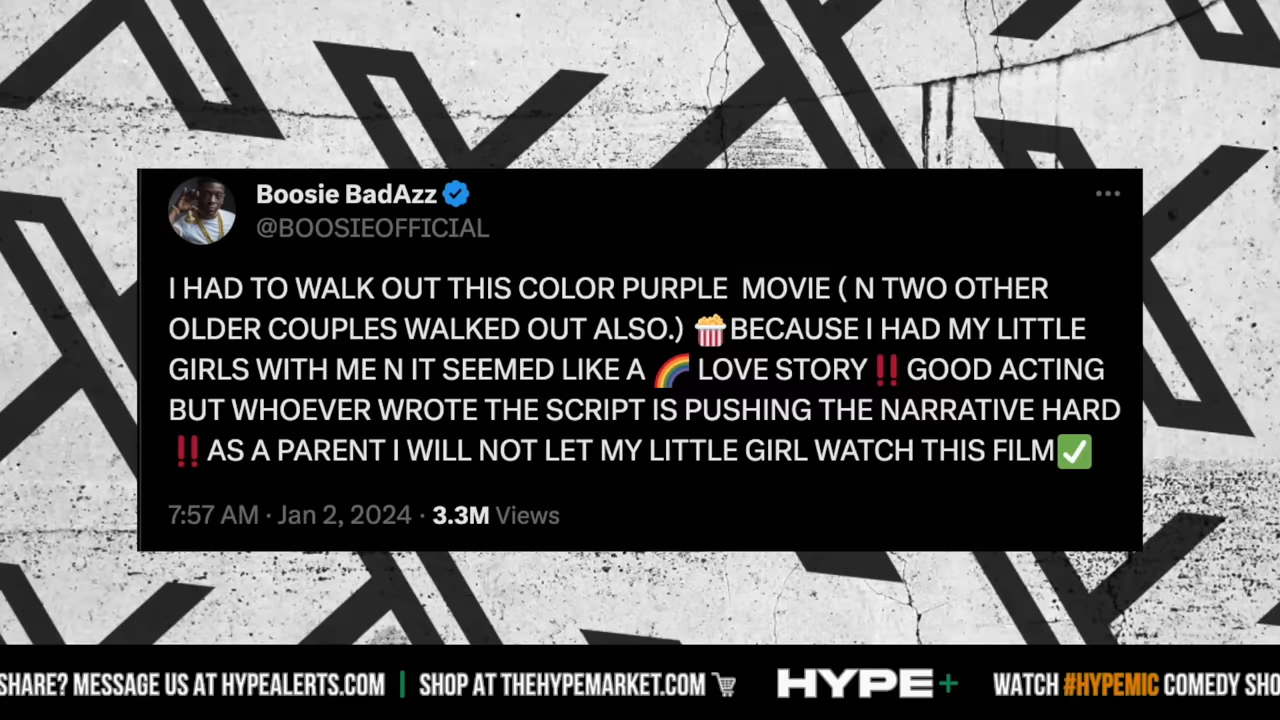 Boosie BadAzz
@BOOSIEOFFICIAL
I HAD TO WALK OUT THIS COLOR PURPLE MOVIE ( N TWO OTHER
OLDER COUPLES WALKED OUT ALSO.) 🍿BECAUSE I HAD MY LITTLE
GIRLS WITH ME N IT SEEMED LIKE A 🌈 LOVE STORY‼️GOOD ACTING
BUT WHOEVER WROTE THE SCRIPT IS PUSHING THE NARRATIVE HARD
‼️AS A PARENT I WILL NOT LET MY LITTLE GIRL WATCH THIS FILM✅
7:57 AM · Jan 2, 2024 · 3.3M Views
SHARE? MESSAGE US AT HYPEALERTS.COM | SHOP AT THEHYPEMARKET.COM 🛒 HYPE+ WATCH #HYPEMIC COMEDY SHO